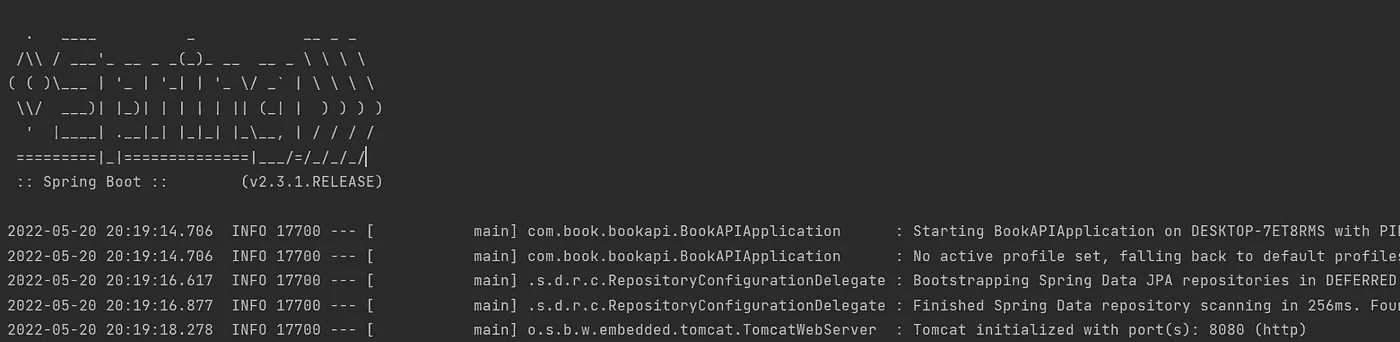 .   ____          _            __ _ _
 /\\ / ___'_ __ _ _(_)_ __  __ _ \ \ \ \
( ( )\___ | '_ | '_| | '_ \/ _` | \ \ \ \
 \\/  ___)| |_)| | | | | || (_| |  ) ) ) )
  '  |____| .__|_| |_|_| |_\__, | / / / /
 =========|_|==============|___/=/_/_/_/
 :: Spring Boot ::        (v2.3.1.RELEASE)
2022-05-20 20:19:14.706  INFO 17700 --- [           main] com.book.bookapi.BookAPIApplication      : Starting BookAPIApplication on DESKTOP-7ET8RMS with
2022-05-20 20:19:14.706  INFO 17700 --- [           main] com.book.bookapi.BookAPIApplication      : No active profile set, falling back to default profiles
2022-05-20 20:19:16.617  INFO 17700 --- [           main] .s.d.r.c.RepositoryConfigurationDelegate : Bootstrapping Spring Data JPA repositories in DEFERRED
2022-05-20 20:19:16.877  INFO 17700 --- [           main] .s.d.r.c.RepositoryConfigurationDelegate : Finished Spring Data repository scanning in 256ms.
2022-05-20 20:19:18.278  INFO 17700 --- [           main] o.s.b.w.embedded.tomcat.TomcatWebServer  : Tomcat initialized with port(s): 8080 (http)